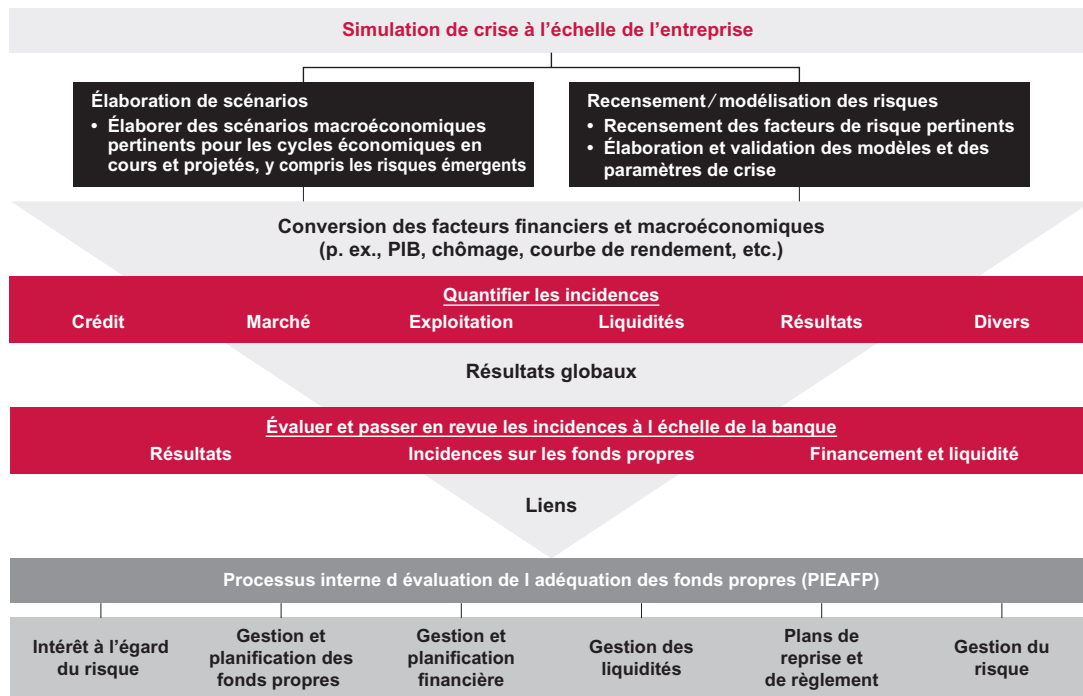 Simulation de crise à l’échelle de l’entreprise
Élaboration de scénarios
• Élaborer des scénarios macroéconomiques
pertinents pour les cycles économiques en
cours et projetés, y compris les risques émergents
Recensement/modélisation des risques
• Recensement des facteurs de risque pertinents
• Élaboration et validation des modèles et des
paramètres de crise
Conversion des facteurs financiers et macroéconomiques
(p. ex., PIB, chômage, courbe de rendement, etc.)
Quantifier les incidences
Crédit Marché Exploitation Liquidités Résultats Divers
Résultats globaux
Évaluer et passer en revue les incidences à l échelle de la banque
Résultats Incidences sur les fonds propres Financement et liquidité
Liens
Processus interne d évaluation de l adéquation des fonds propres (PIEAFP)
Intérêt à l’égard
du risque
Gestion et
planification des
fonds propres
Gestion et
planification
financière
Gestion des
liquidités
Plans de
reprise et
de règlement
Gestion du
risque